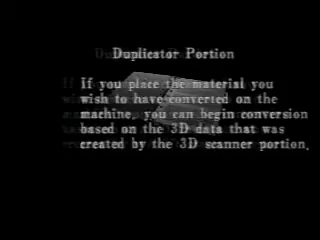 Duplicator Portion
If you place the material you
wish to have converted on the
machine, you can begin conversion
based on the 3D data that was
created by the 3D scanner portion.